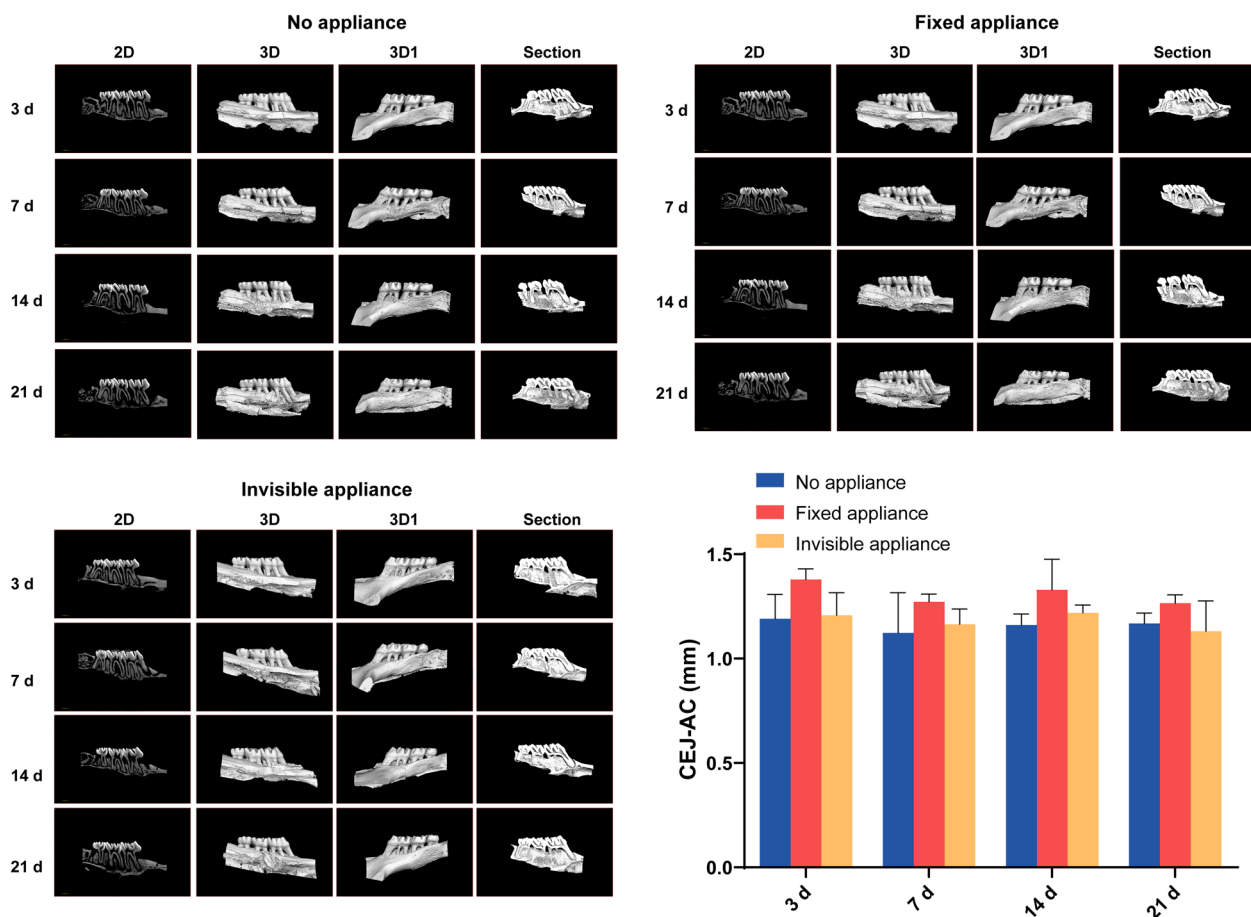 No appliance
2D 3D 3D1 Section
3 d
7 d
14 d
21 d
Fixed appliance
2D 3D 3D1 Section
3 d
7 d
14 d
21 d
Invisible appliance
2D 3D 3D1 Section
3 d
7 d
14 d
21 d
No appliance
Fixed appliance
Invisible appliance
CEJ-AC (mm)
1.5
1.0
0.5
0.0
3 d 7 d 14 d 21 d